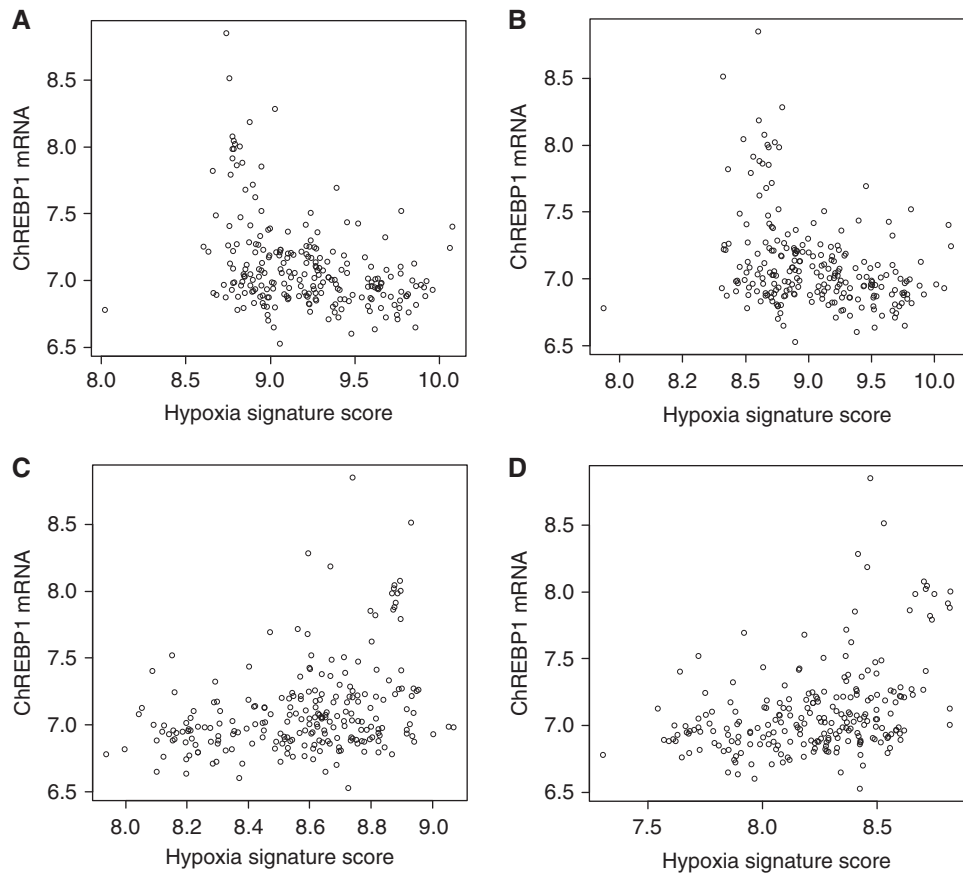 A
ChREBP1 mRNA
8.5
8.0
7.5
7.0
6.5
8.0 8.5 9.0 9.5 10.0
Hypoxia signature score
B
ChREBP1 mRNA
8.5
8.0
7.5
7.0
6.5
8.0 8.2 8.5 9.0 9.5 10.0
Hypoxia signature score
C
ChREBP1 mRNA
8.5
8.0
7.5
7.0
6.5
8.0 8.2 8.4 8.6 8.8 9.0
Hypoxia signature score
D
ChREBP1 mRNA
8.5
8.0
7.5
7.0
6.5
7.5 8.0 8.5
Hypoxia signature score